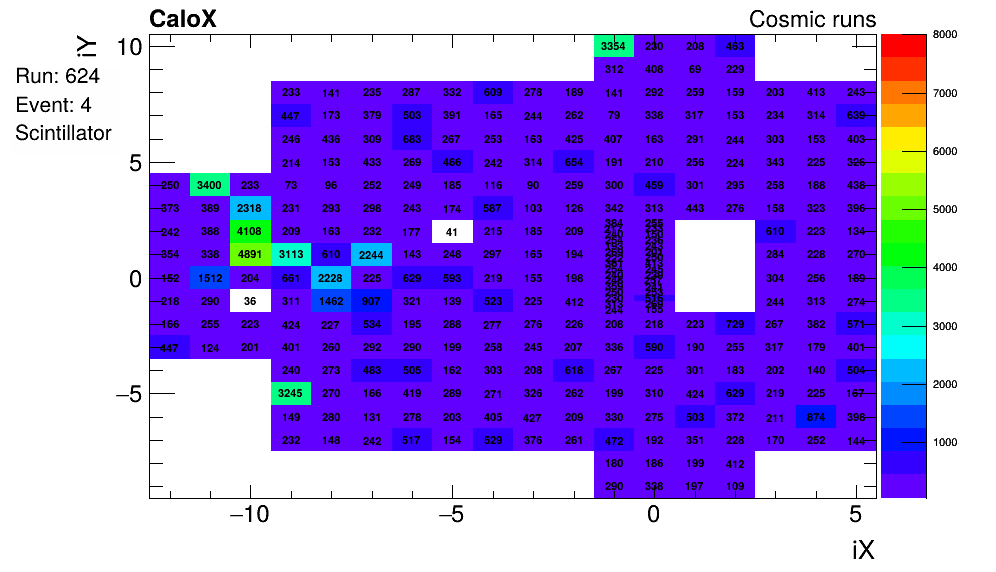 CaloX Cosmic runs
iY
Run: 624
Event: 4
Scintillator
10 3354 230 208 463 8000
312 408 69 229
233 141 235 287 332 609 278 189 141 292 259 159 203 413 243 7000
447 173 379 503 391 165 244 262 79 338 317 153 234 314 639
246 436 309 683 267 253 163 425 407 163 291 244 303 153 403 6000
5 214 153 433 269 466 242 314 654 191 210 256 224 343 225 326
250 3400 233 73 96 252 249 185 116 90 259 300 459 301 295 258 188 438
373 389 2318 231 293 296 243 174 587 103 126 342 313 443 276 158 323 396 5000
242 388 4108 209 163 232 177 41 215 185 209 610 223 134
354 338 4891 3113 610 2244 143 248 297 165 194 284 226 270 4000
0 152 1512 204 661 2228 225 629 593 219 155 198 304 256 189
218 290 36 311 1462 907 321 139 523 225 412 244 313 274
166 255 223 424 227 534 195 286 277 276 226 208 218 223 729 267 382 571 3000
447 124 201 401 260 292 290 199 258 245 207 336 590 190 255 317 179 401
240 273 483 505 162 303 208 618 267 225 301 183 202 140 504 2000
−5 3245 270 166 419 289 271 326 262 199 310 424 629 219 225 167
149 280 131 278 203 405 427 209 330 275 503 372 211 874 398
232 148 242 517 154 529 376 261 472 192 351 228 170 252 144 1000
180 186 199 412
290 338 197 109
−10 −5 0 5
iX